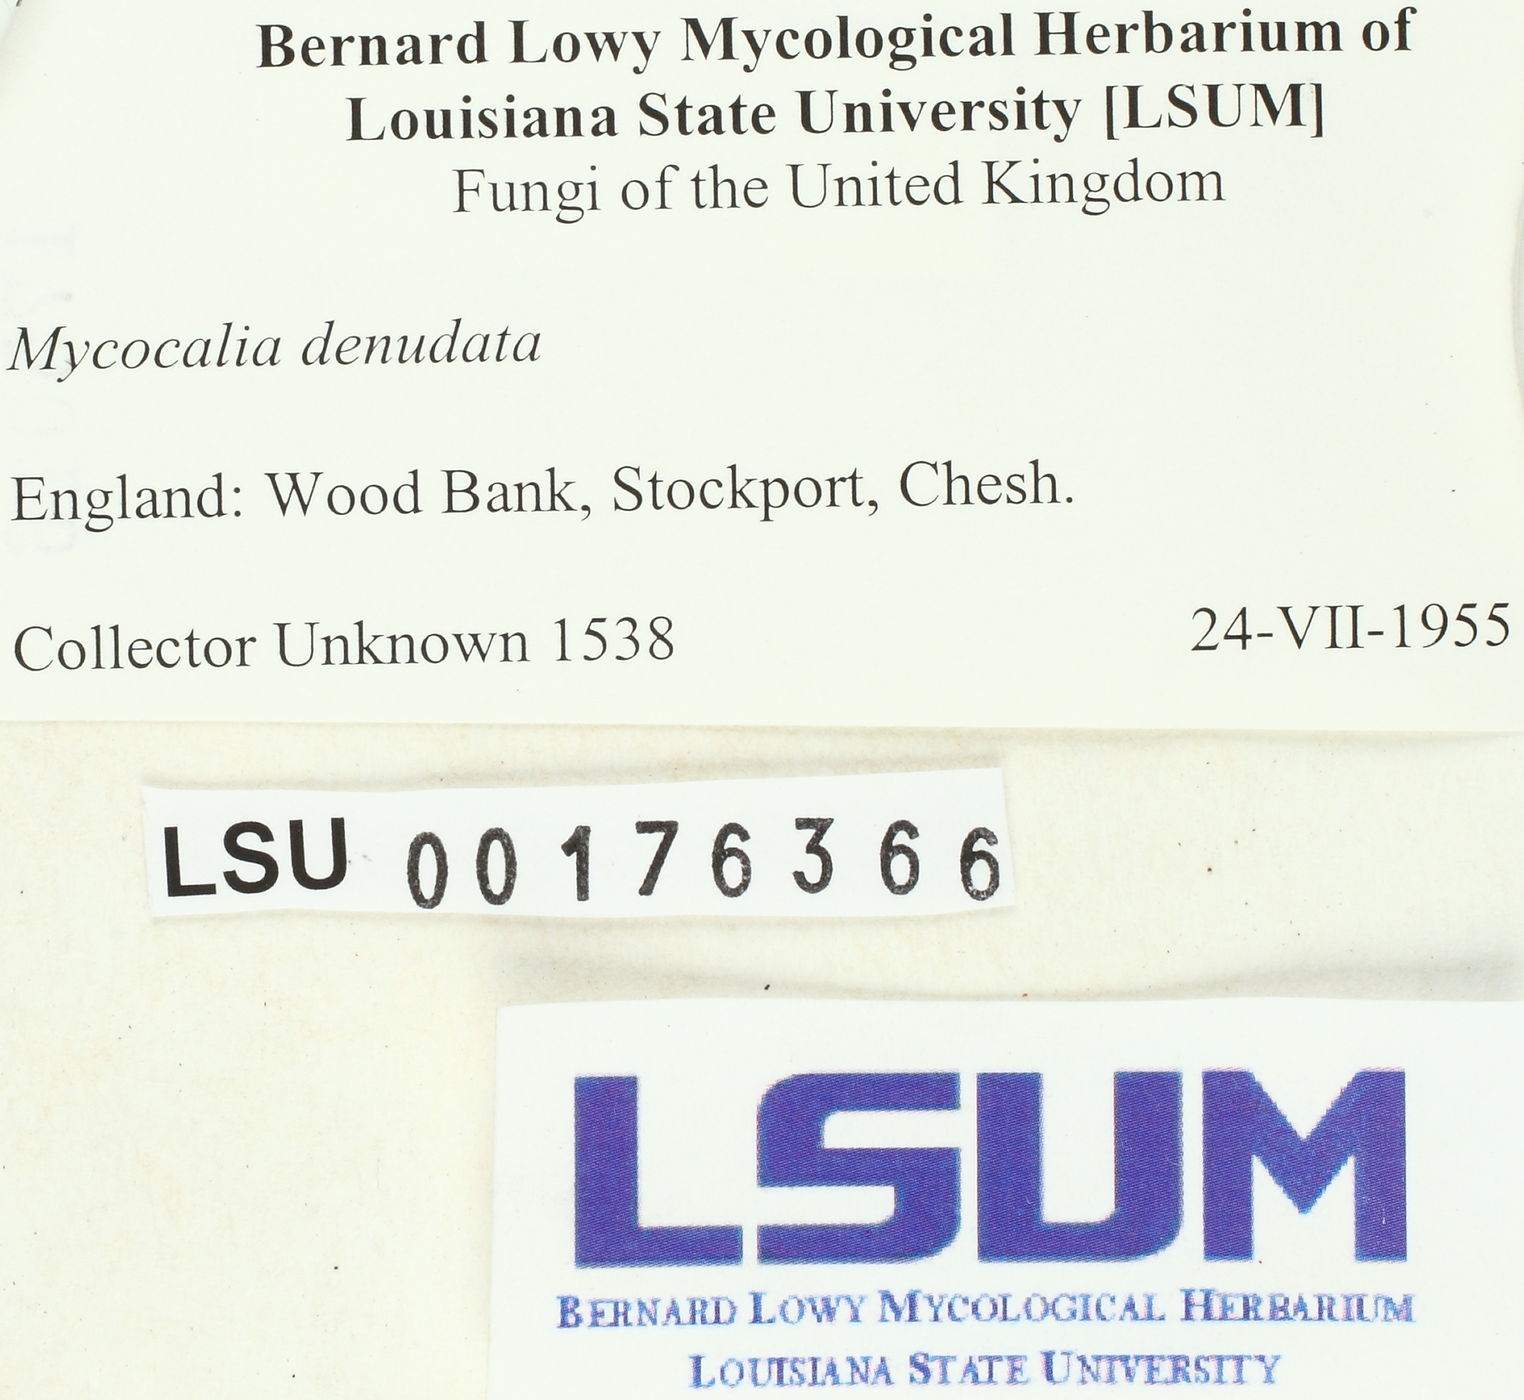 Bernard Lowy Mycological Herbarium of
Louisiana State University [LSUM]
Fungi of the United Kingdom
Mycocalia denudata
England: Wood Bank, Stockport, Chesh.
Collector Unknown 1538 24-VII-1955
LSU 00176366
LSUM
BERNARD LOWY MYCOLOGICAL HERBARIUM
LOUISIANA STATE UNIVERSITY